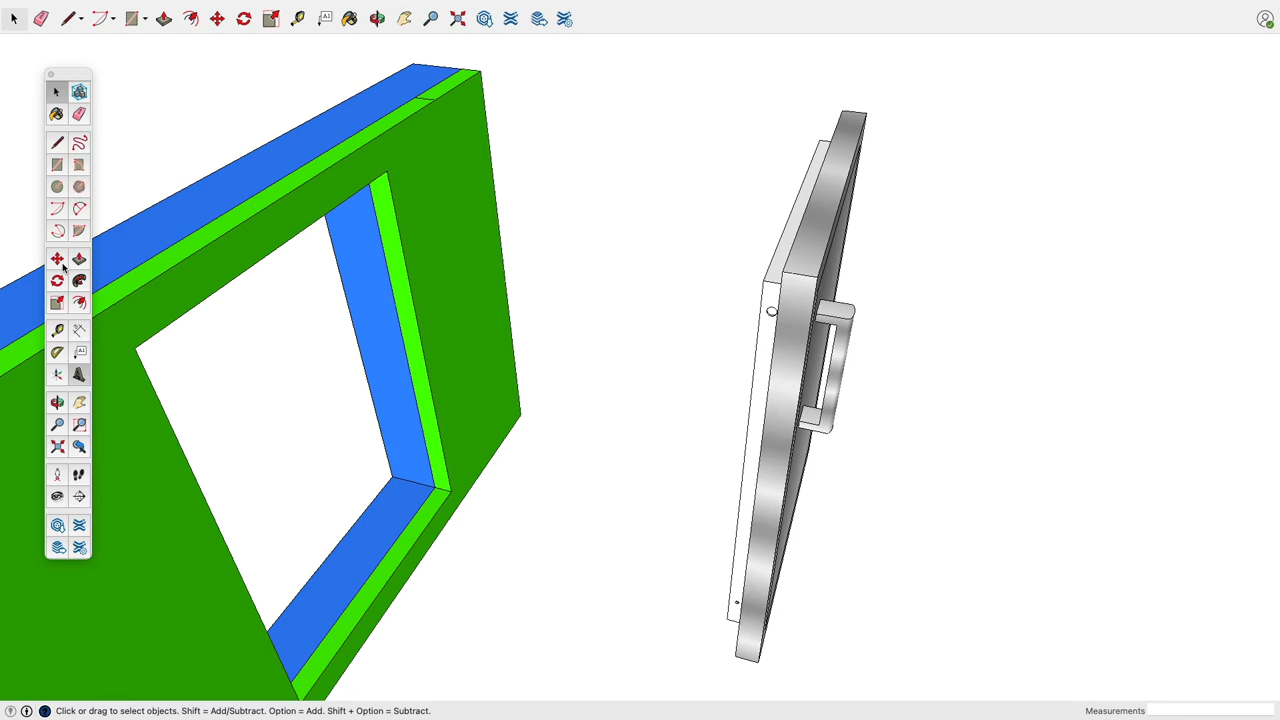 Click or drag to select objects. Shift = Add/Subtract. Option = Add. Shift + Option = Subtract.
Measurements